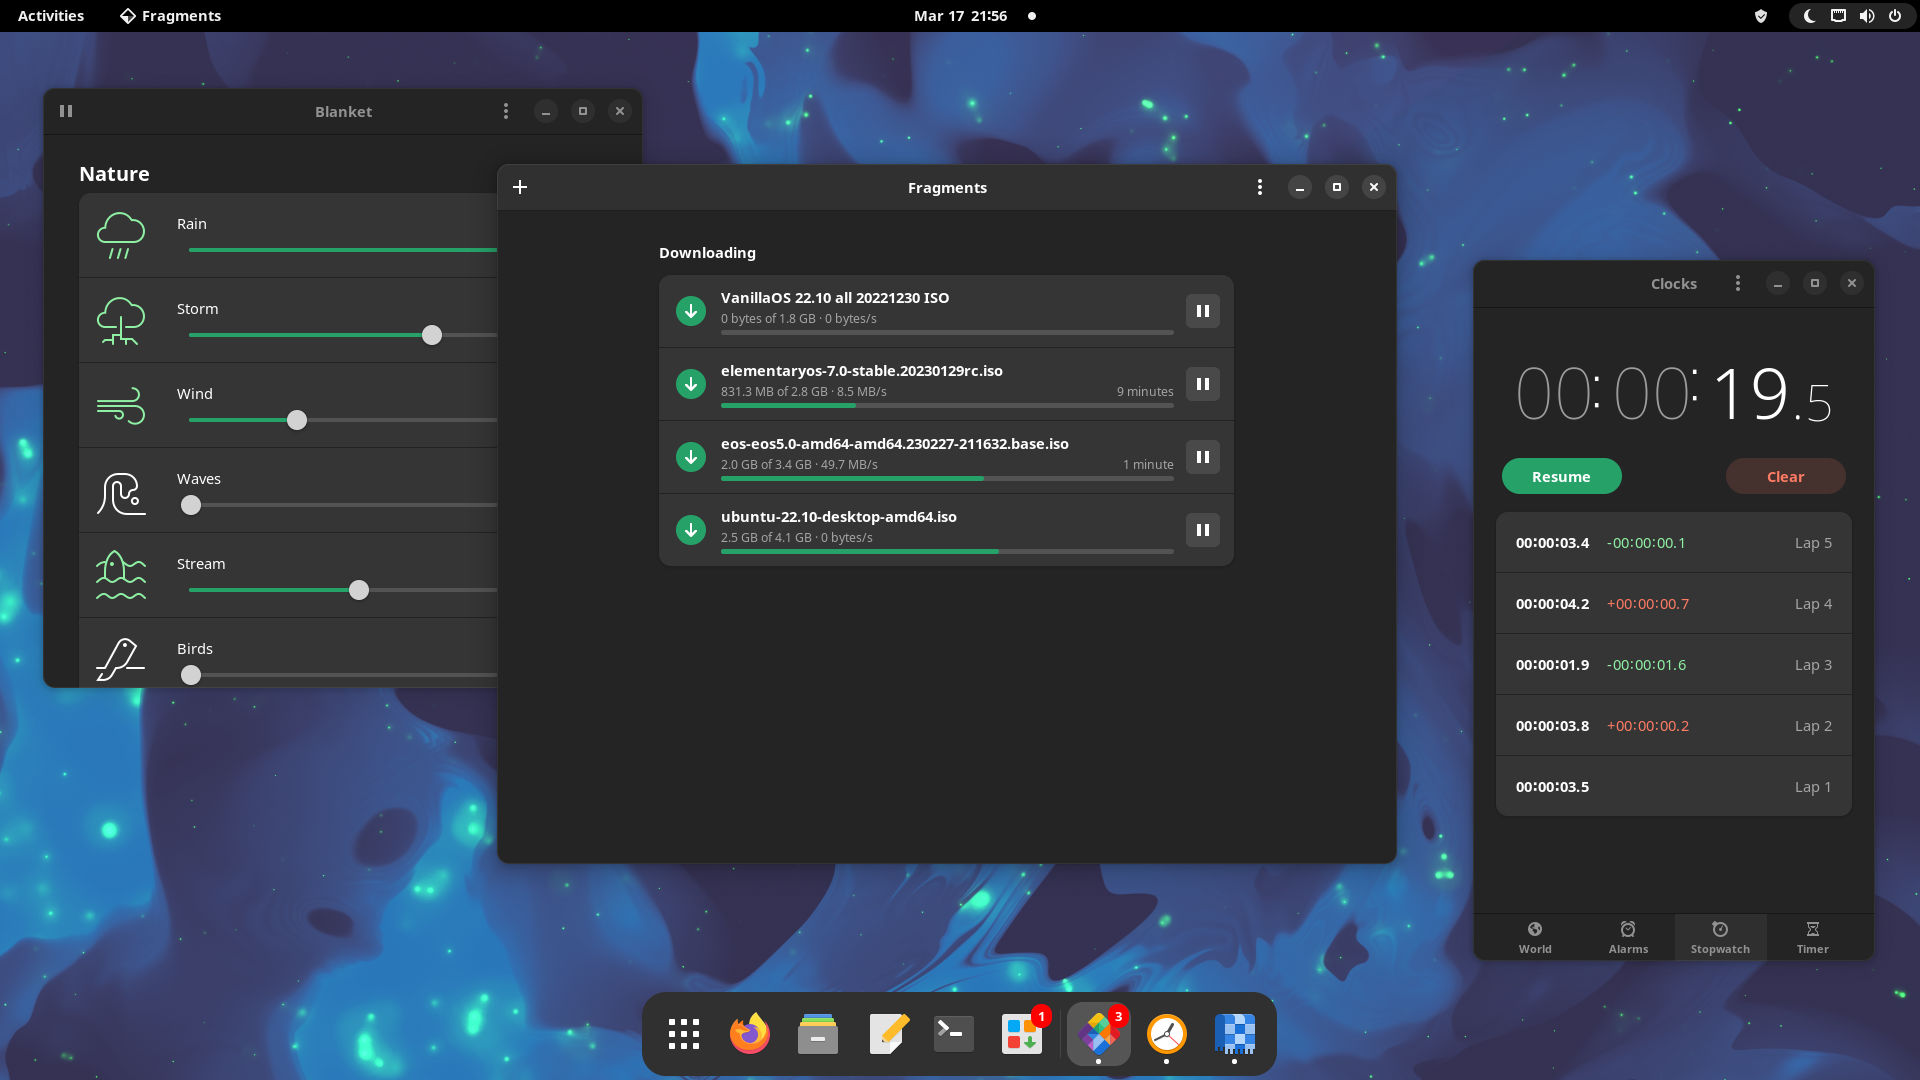 Activities
Fragments
Mar 17 21:56
Blanket
Nature
Rain
Storm
Wind
Waves
Stream
Birds
Fragments
Downloading
VanillaOS 22.10 all 20221230 ISO
0 bytes of 1.8 GB · 0 bytes/s
elementaryos-7.0-stable.20230129rc.iso
831.3 MB of 2.8 GB · 8.5 MB/s
9 minutes
eos-eos5.0-amd64-amd64.230227-211632.base.iso
2.0 GB of 3.4 GB · 49.7 MB/s
1 minute
ubuntu-22.10-desktop-amd64.iso
2.5 GB of 4.1 GB · 0 bytes/s
Clocks
00:00:19.5
Resume
Clear
00:00:03.4 -00:00:00.1 Lap 5
00:00:04.2 +00:00:00.7 Lap 4
00:00:01.9 -00:00:01.6 Lap 3
00:00:03.8 +00:00:00.2 Lap 2
00:00:03.5 Lap 1
World
Alarms
Stopwatch
Timer
1
3